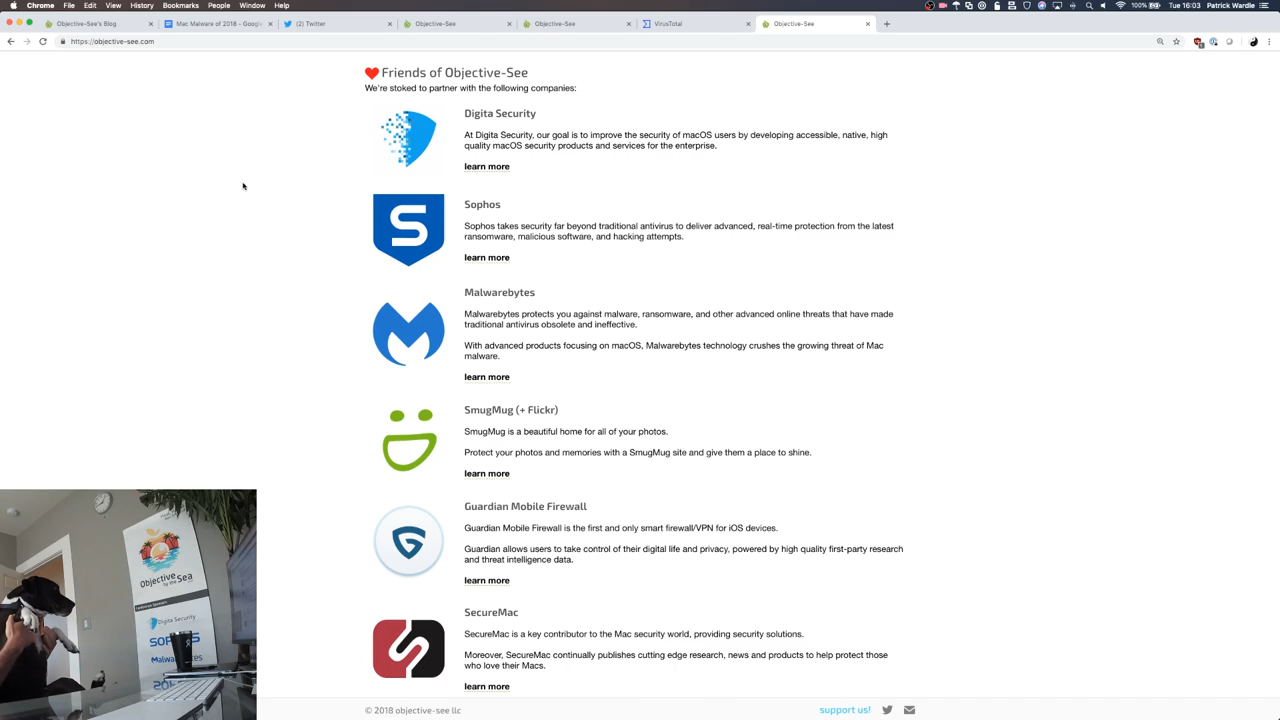 Chrome File Edit View History Bookmarks People Window Help
100% Tue 16:03 Patrick Wardle
Objective-See's Blog
Mac Malware of 2018 - Googl
(2) Twitter
Objective-See
Objective-See
VirusTotal
Objective-See
https://objective-see.com
Friends of Objective-See
We're stoked to partner with the following companies:
Digita Security
At Digita Security, our goal is to improve the security of macOS users by developing accessible, native, high
quality macOS security products and services for the enterprise.
learn more
S
Sophos
Sophos takes security far beyond traditional antivirus to deliver advanced, real-time protection from the latest
ransomware, malicious software, and hacking attempts.
learn more
Malwarebytes
Malwarebytes protects you against malware, ransomware, and other advanced online threats that have made
traditional antivirus obsolete and ineffective.
With advanced products focusing on macOS, Malwarebytes technology crushes the growing threat of Mac
malware.
learn more
SmugMug (+ Flickr)
SmugMug is a beautiful home for all of your photos.
Protect your photos and memories with a SmugMug site and give them a place to shine.
learn more
Guardian Mobile Firewall
Guardian Mobile Firewall is the first and only smart firewall/VPN for iOS devices.
Guardian allows users to take control of their digital life and privacy, powered by high quality first-party research
and threat intelligence data.
learn more
SecureMac
SecureMac is a key contributor to the Mac security world, providing security solutions.
Moreover, SecureMac continually publishes cutting edge research, news and products to help protect those
who love their Macs.
learn more
© 2018 objective-see llc
support us!
Objective
by the Sea
Digita Security